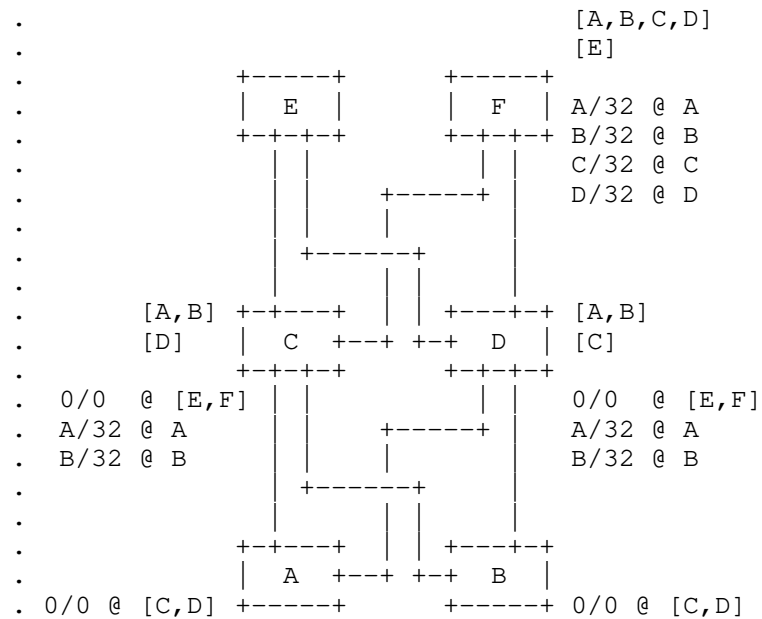 .                                  [A,B,C,D]
.                                  [E]
.             +-----+      +-----+
.             |  E  |      |  F  | A/32 @ A
.             +-+-+-+      +-+-+-+ B/32 @ B
.               | |          | |   C/32 @ C
.               | |    +-----+ |   D/32 @ D
.               | |    |       |
.               | +------+     |
.               |      | |     |
.       [A,B] +-+---+  | | +---+-+ [A,B]
.       [D]   |  C  +--+ +-+  D  | [C]
.             +-+-+-+      +-+-+-+
.  0/0  @ [E,F] | |          | |   0/0  @ [E,F]
.  A/32 @ A     | |    +-----+ |   A/32 @ A
.  B/32 @ B     | |    |       |   B/32 @ B
.               | +------+     |
.               |      | |     |
.             +-+---+  | | +---+-+
.             |  A  +--+ +-+  B  |
. 0/0 @ [C,D] +-----+      +-----+ 0/0 @ [C,D]